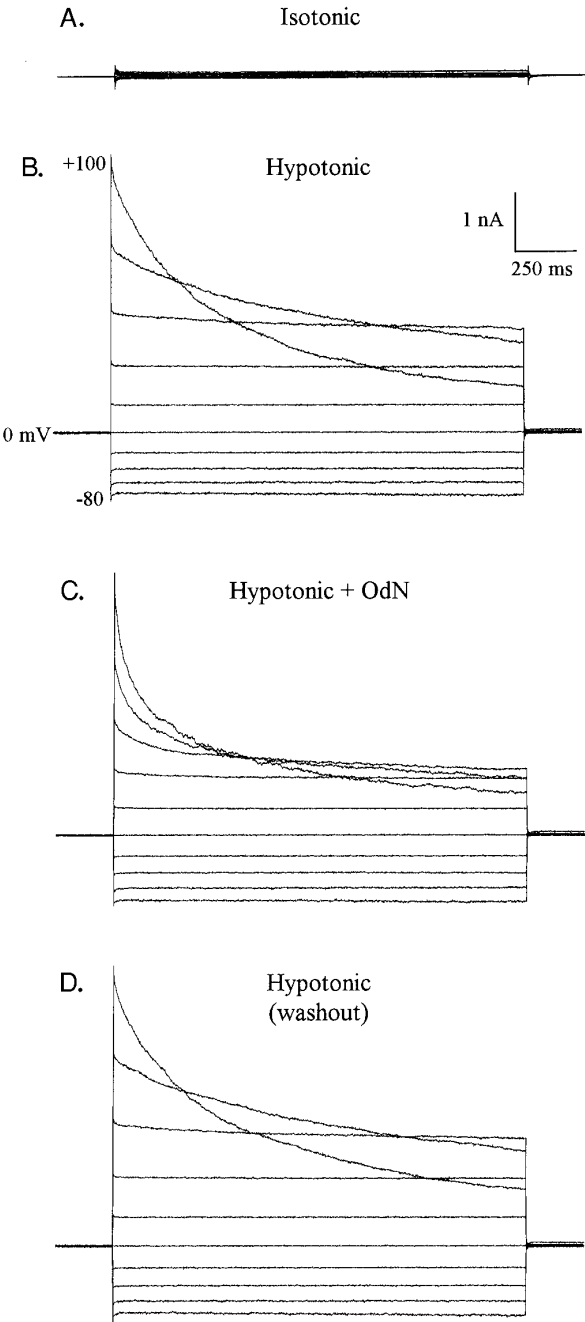 A.
Isotonic
B.
+100
Hypotonic
1 nA
250 ms
0 mV
-80
C.
Hypotonic + OdN
D.
Hypotonic
(washout)